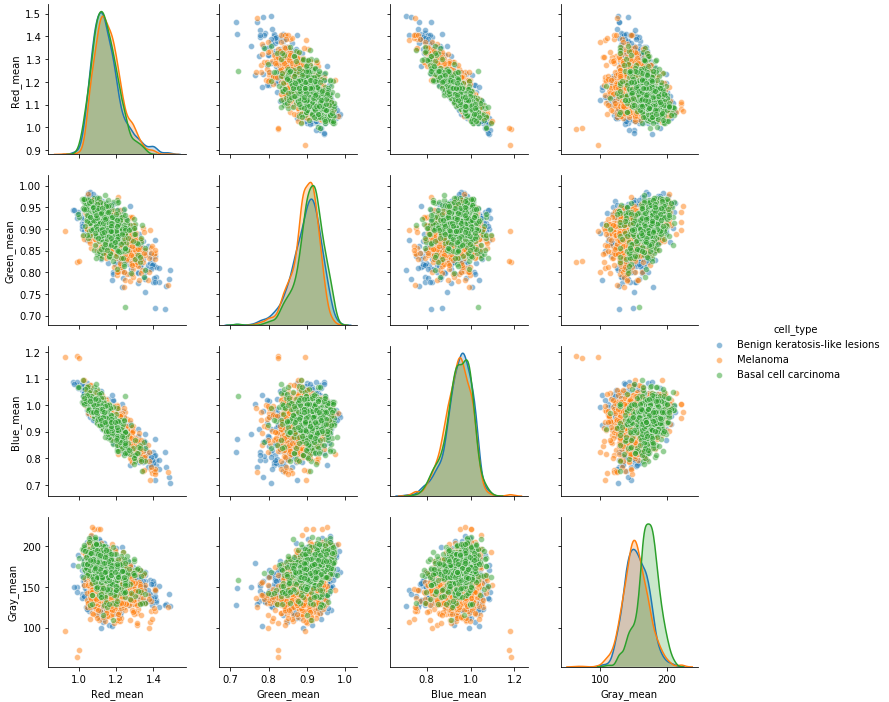 1.5
1.4
1.3
1.2
1.1
1.0
0.9
Red_mean
1.00
0.95
0.90
0.85
0.80
0.75
0.70
Green_mean
cell_type
Benign keratosis-like lesions
Melanoma
Basal cell carcinoma
1.2
1.1
1.0
0.9
0.8
0.7
Blue_mean
200
150
100
Gray_mean
1.0 1.2 1.4
0.7 0.8 0.9 1.0
0.8 1.0 1.2
100 200
Red_mean
Green_mean
Blue_mean
Gray_mean